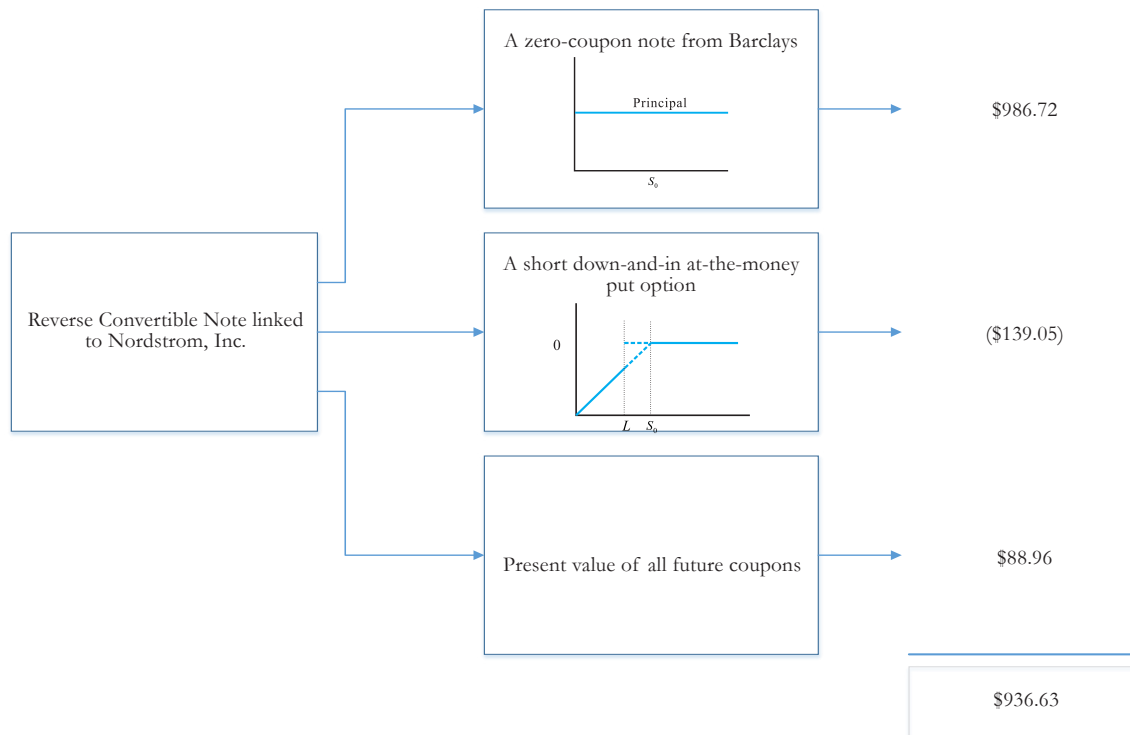 A zero-coupon note from Barclays
Principal
S₀
$986.72
Reverse Convertible Note linked
to Nordstrom, Inc.
A short down-and-in at-the-money
put option
0
L S₀
($139.05)
Present value of all future coupons
$88.96
$936.63